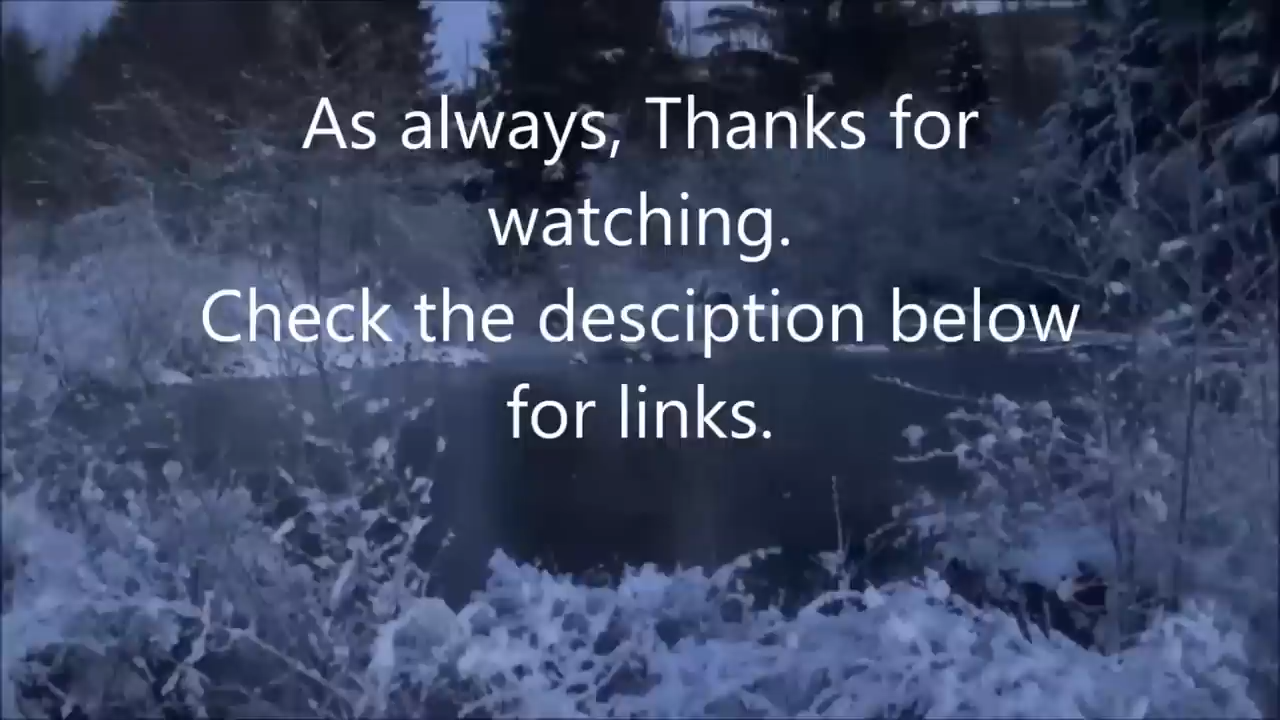 As always, Thanks for
watching.
Check the desciption below
for links.